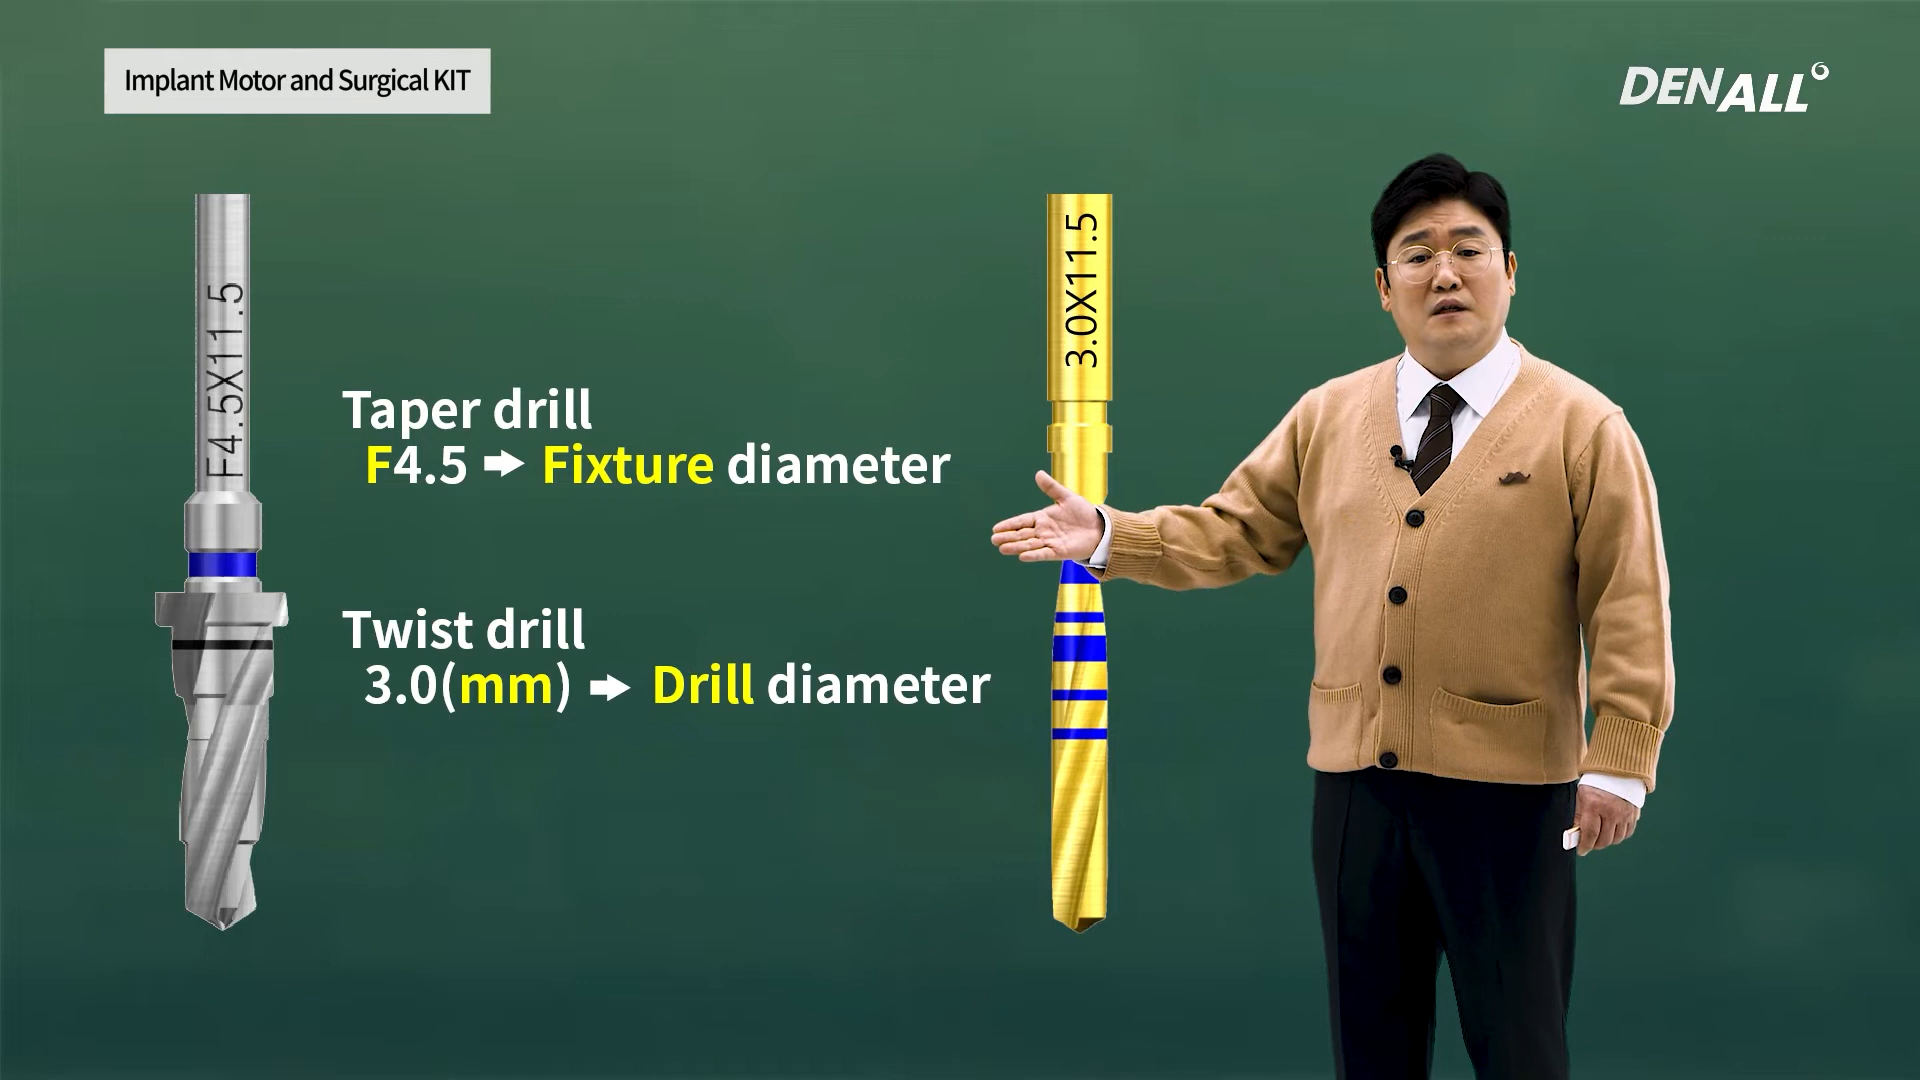 Implant Motor and Surgical KIT
DENALL
F4.5X11.5
Taper drill
F4.5 ➡ Fixture diameter
Twist drill
3.0(mm) ➡ Drill diameter
3.0X11.5